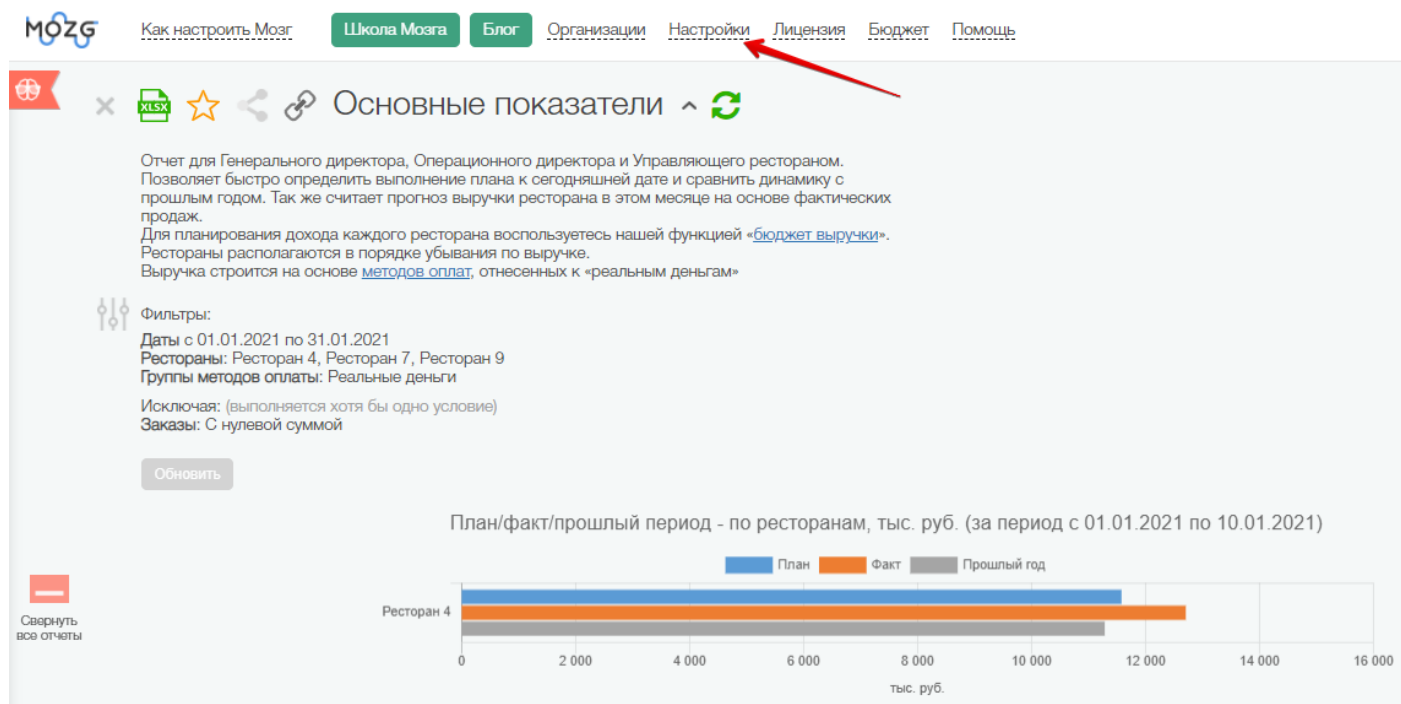 MOZG
Как настроить Мозг Школа Мозга Блог Организации Настройки Лицензия Бюджет Помощь
XLSX Основные показатели
Отчет для Генерального директора, Операционного директора и Управляющего рестораном.
Позволяет быстро определить выполнение плана к сегодняшней дате и сравнить динамику с
прошлым годом. Так же считает прогноз выручки ресторана в этом месяце на основе фактических
продаж.
Для планирования дохода каждого ресторана воспользуетесь нашей функцией «бюджет выручки».
Рестораны располагаются в порядке убывания по выручке.
Выручка строится на основе методов оплат, отнесенных к «реальным деньгам»
Фильтры:
Даты с 01.01.2021 по 31.01.2021
Рестораны: Ресторан 4, Ресторан 7, Ресторан 9
Группы методов оплаты: Реальные деньги
Исключая: (выполняется хотя бы одно условие)
Заказы: С нулевой суммой
Обновить
План/факт/прошлый период - по ресторанам, тыс. руб. (за период с 01.01.2021 по 10.01.2021)
План Факт Прошлый год
Ресторан 4
0 2 000 4 000 6 000 8 000 10 000 12 000 14 000 16 000
тыс. руб.
Свернуть
все отчеты